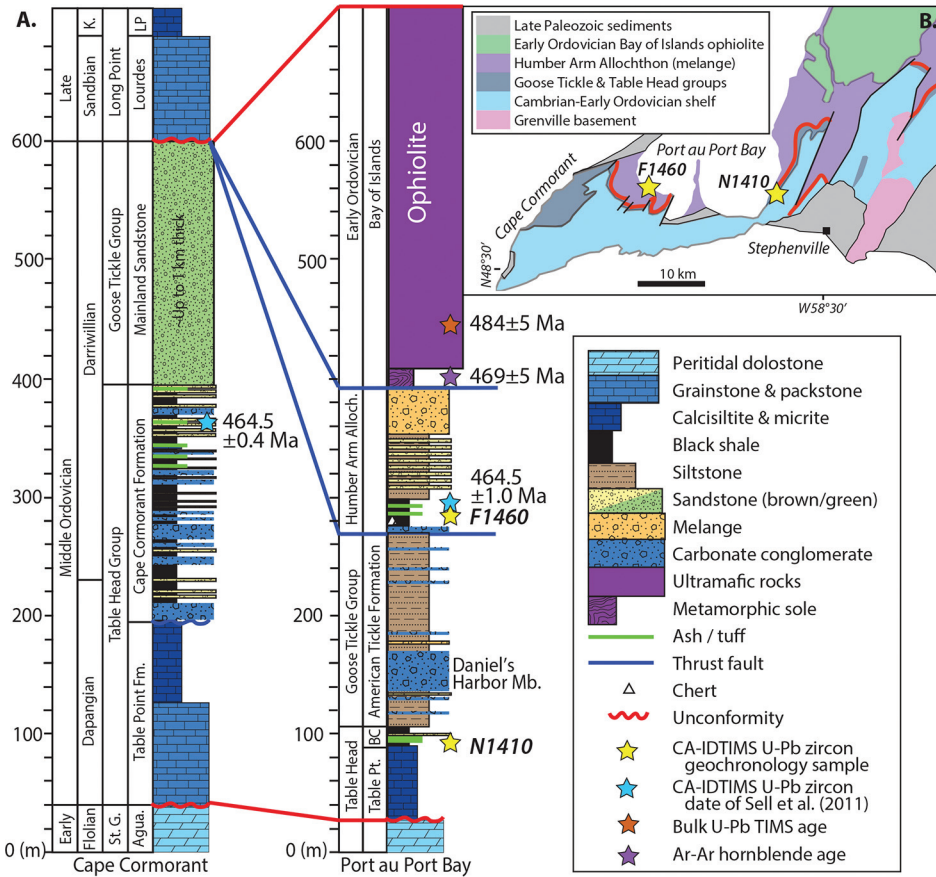 A.
600
500
400
300
200
100
0 (m)
Late
Middle Ordovician
Early
K.
Sandbian
Darriwillian
Dapangian
Flolian
Long Point
Goose Tickle Group
Table Head Group
St. G.
LP
Lourdes
Mainland Sandstone
Cape Cormorant Formation
Table Point Fm.
Agua.
~Up to 1 km thick
464.5
±0.4 Ma
Cape Cormorant
600
500
400
300
200
100
0 (m)
Early Ordovician
Bay of Islands
Humber Arm Alloch.
Goose Tickle Group
American Tickle Formation
Table Head
BC
Table Pt.
Ophiolite
484±5 Ma
469±5 Ma
464.5
±1.0 Ma
F1460
Daniel's
Harbor Mb.
N1410
Port au Port Bay
B.
Late Paleozoic sediments
Early Ordovician Bay of Islands ophiolite
Humber Arm Allochthon (melange)
Goose Tickle & Table Head groups
Cambrian-Early Ordovician shelf
Grenville basement
Port au Port Bay
F1460
N1410
Cape Cormorant
Stephenville
N48°30'
10 km
W58°30'
Peritidal dolostone
Grainstone & packstone
Calcisiltite & micrite
Black shale
Siltstone
Sandstone (brown/green)
Melange
Carbonate conglomerate
Ultramafic rocks
Metamorphic sole
Ash / tuff
Thrust fault
Chert
Unconformity
CA-IDTIMS U-Pb zircon
geochronology sample
CA-IDTIMS U-Pb zircon
date of Sell et al. (2011)
Bulk U-Pb TIMS age
Ar-Ar hornblende age